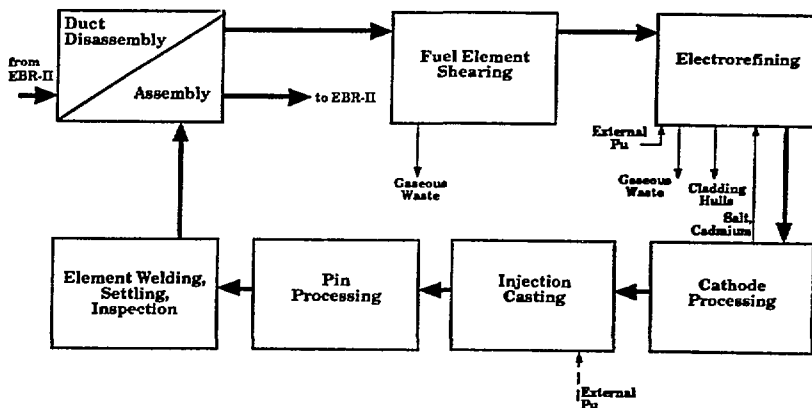 Duct
Disassembly
from
EBR-II
Assembly
to EBR-II
Fuel Element
Shearing
Gaseous
Waste
Electrorefining
External
Pu
Gaseous
Waste
Cladding
Hulls
Salt,
Cadmium
Element Welding,
Settling,
Inspection
Pin
Processing
Injection
Casting
Cathode
Processing
External
Pu